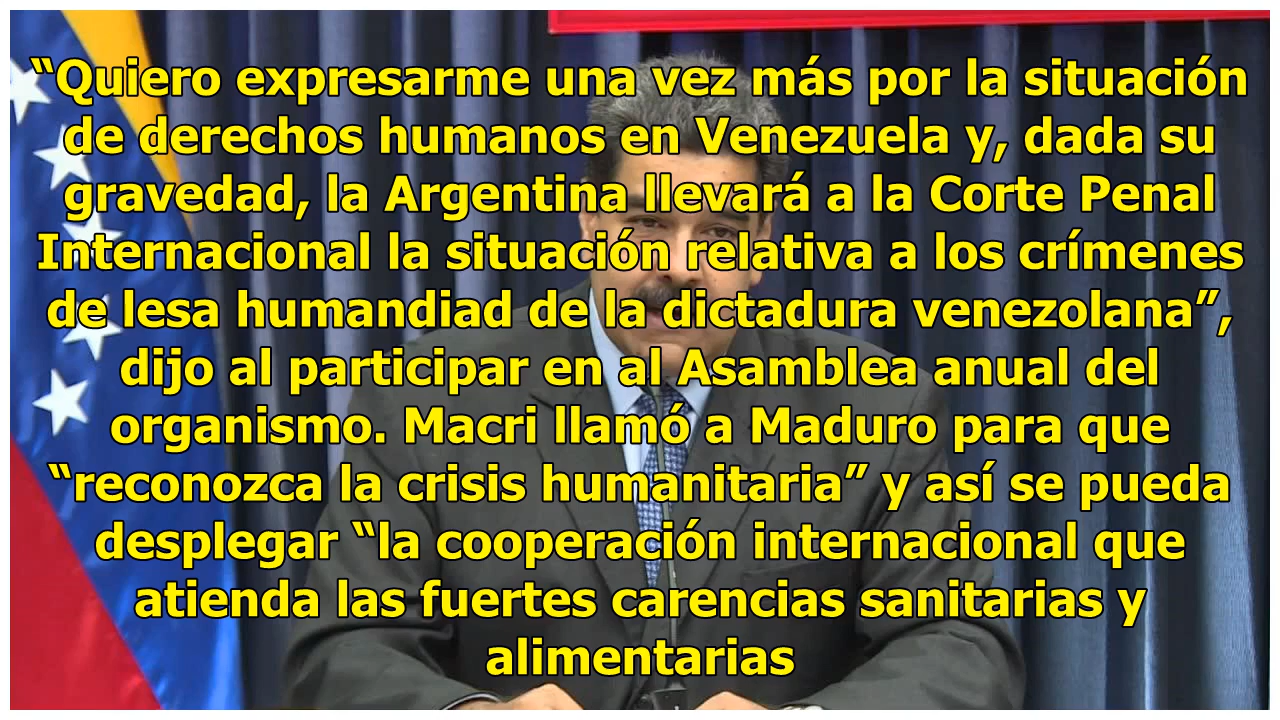 “Quiero expresarme una vez más por la situación
de derechos humanos en Venezuela y, dada su
gravedad, la Argentina llevará a la Corte Penal
Internacional la situación relativa a los crímenes
de lesa humandiad de la dictadura venezolana”,
dijo al participar en al Asamblea anual del
organismo. Macri llamó a Maduro para que
“reconozca la crisis humanitaria” y así se pueda
desplegar “la cooperación internacional que
atienda las fuertes carencias sanitarias y
alimentarias